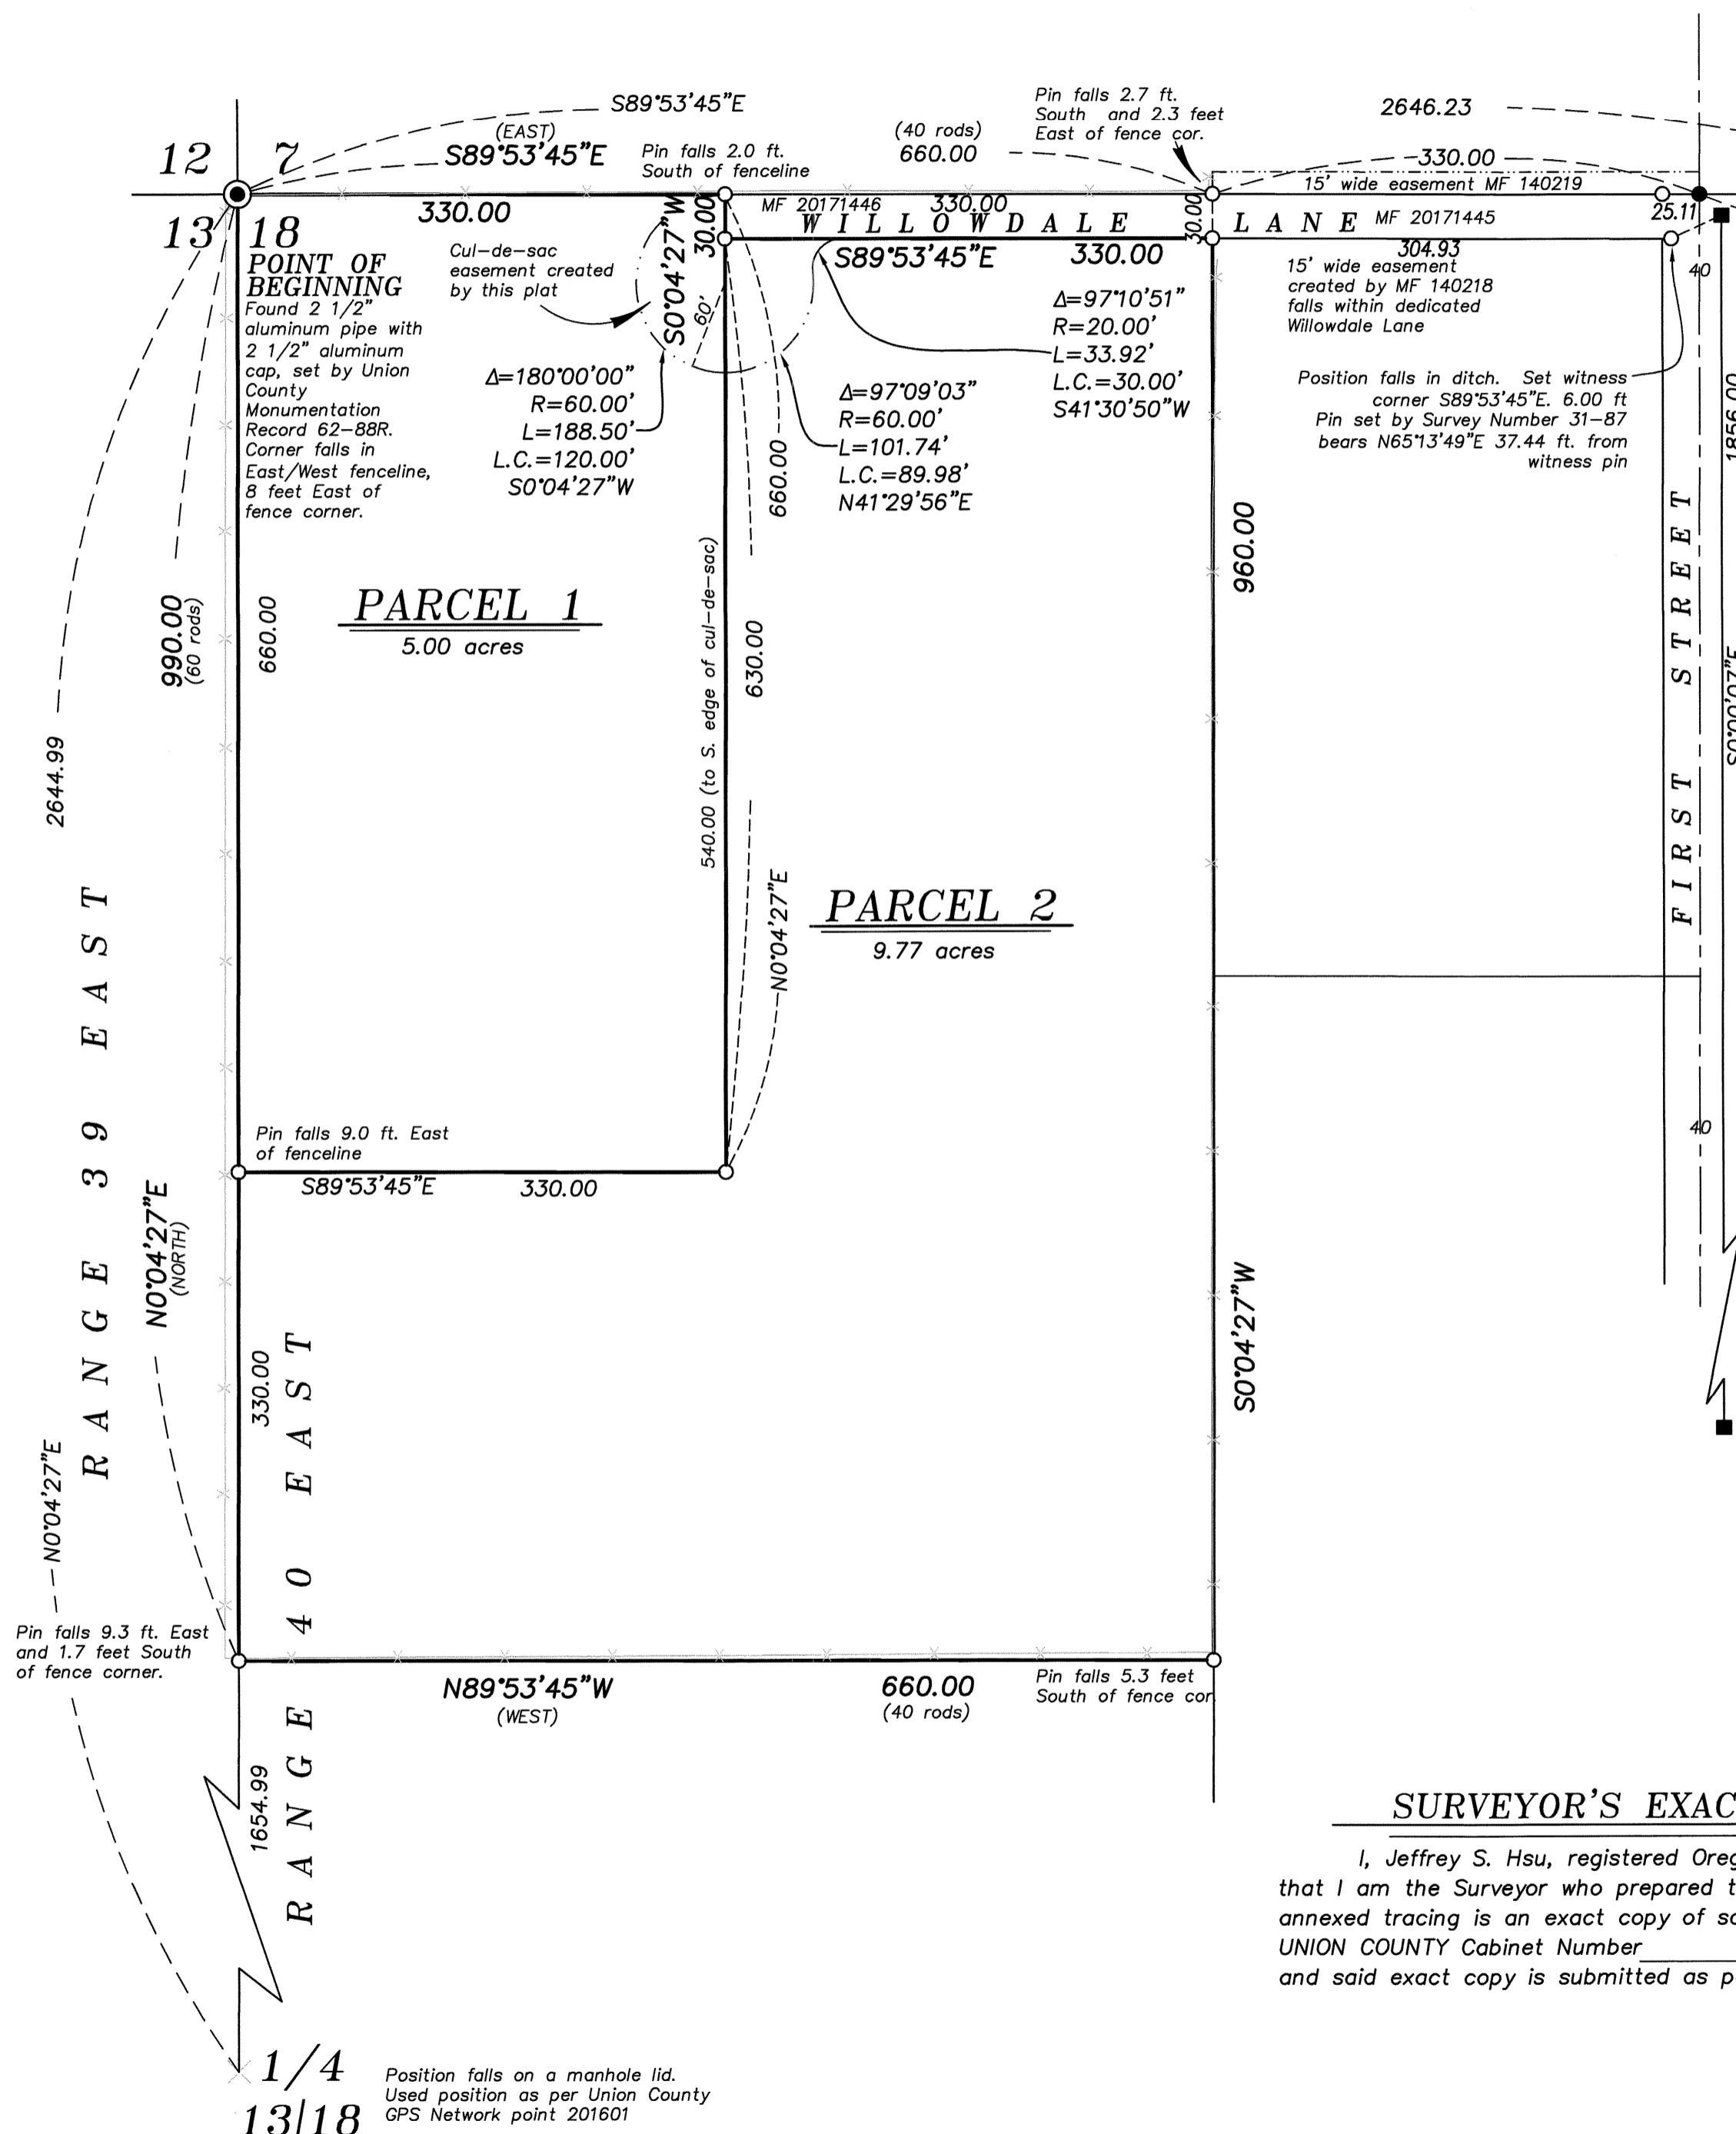 S89°53'45"E
(EAST)
S89°53'45"E
330.00
12
7
13
18
POINT OF
BEGINNING
Found 2 1/2"
aluminum pipe with
2 1/2" aluminum
cap, set by Union
County
Monumentation
Record 62-88R.
Corner falls in
East/West fenceline,
8 feet East of
fence corner.
Pin falls 2.0 ft.
South of fenceline
(40 rods)
660.00
Pin falls 2.7 ft.
South and 2.3 feet
East of fence cor.
2646.23
330.00
15' wide easement MF 140219
MF 20171446
330.00
WILLOWDALE LANE
MF 20171445
25.11
30.00
30.00
S0°04'27"W
S89°53'45"E
330.00
304.93
40
Cul-de-sac
easement created
by this plat
60'
Δ=180°00'00"
R=60.00'
L=188.50'
L.C.=120.00'
S0°04'27"W
Δ=97°09'03"
R=60.00'
L=101.74'
L.C.=89.98'
N41°29'56"E
Δ=97°10'51"
R=20.00'
L=33.92'
L.C.=30.00'
S41°30'50"W
15' wide easement
created by MF 140218
falls within dedicated
Willowdale Lane
Position falls in ditch. Set witness
corner S89°53'45"E. 6.00 ft
Pin set by Survey Number 31-87
bears N65°13'49"E 37.44 ft. from
witness pin
1856.00
S0°00'07"E
FIRST STREET
40
2644.99
990.00
(60 rods)
660.00
PARCEL 1
5.00 acres
540.00 (to S. edge of cul-de-sac)
660.00
630.00
N0°04'27"E
960.00
S0°04'27"W
PARCEL 2
9.77 acres
RANGE 39 EAST
Pin falls 9.0 ft. East
of fenceline
S89°53'45"E
330.00
N0°04'27"E
(NORTH)
330.00
RANGE 40 EAST
N0°04'27"E
Pin falls 9.3 ft. East
and 1.7 feet South
of fence corner.
N89°53'45"W
(WEST)
660.00
(40 rods)
Pin falls 5.3 feet
South of fence cor
1654.99
1/4
13|18
Position falls on a manhole lid.
Used position as per Union County
GPS Network point 201601
SURVEYOR'S EXAC
I, Jeffrey S. Hsu, registered Oreg
that I am the Surveyor who prepared t
annexed tracing is an exact copy of sa
UNION COUNTY Cabinet Number
and said exact copy is submitted as p